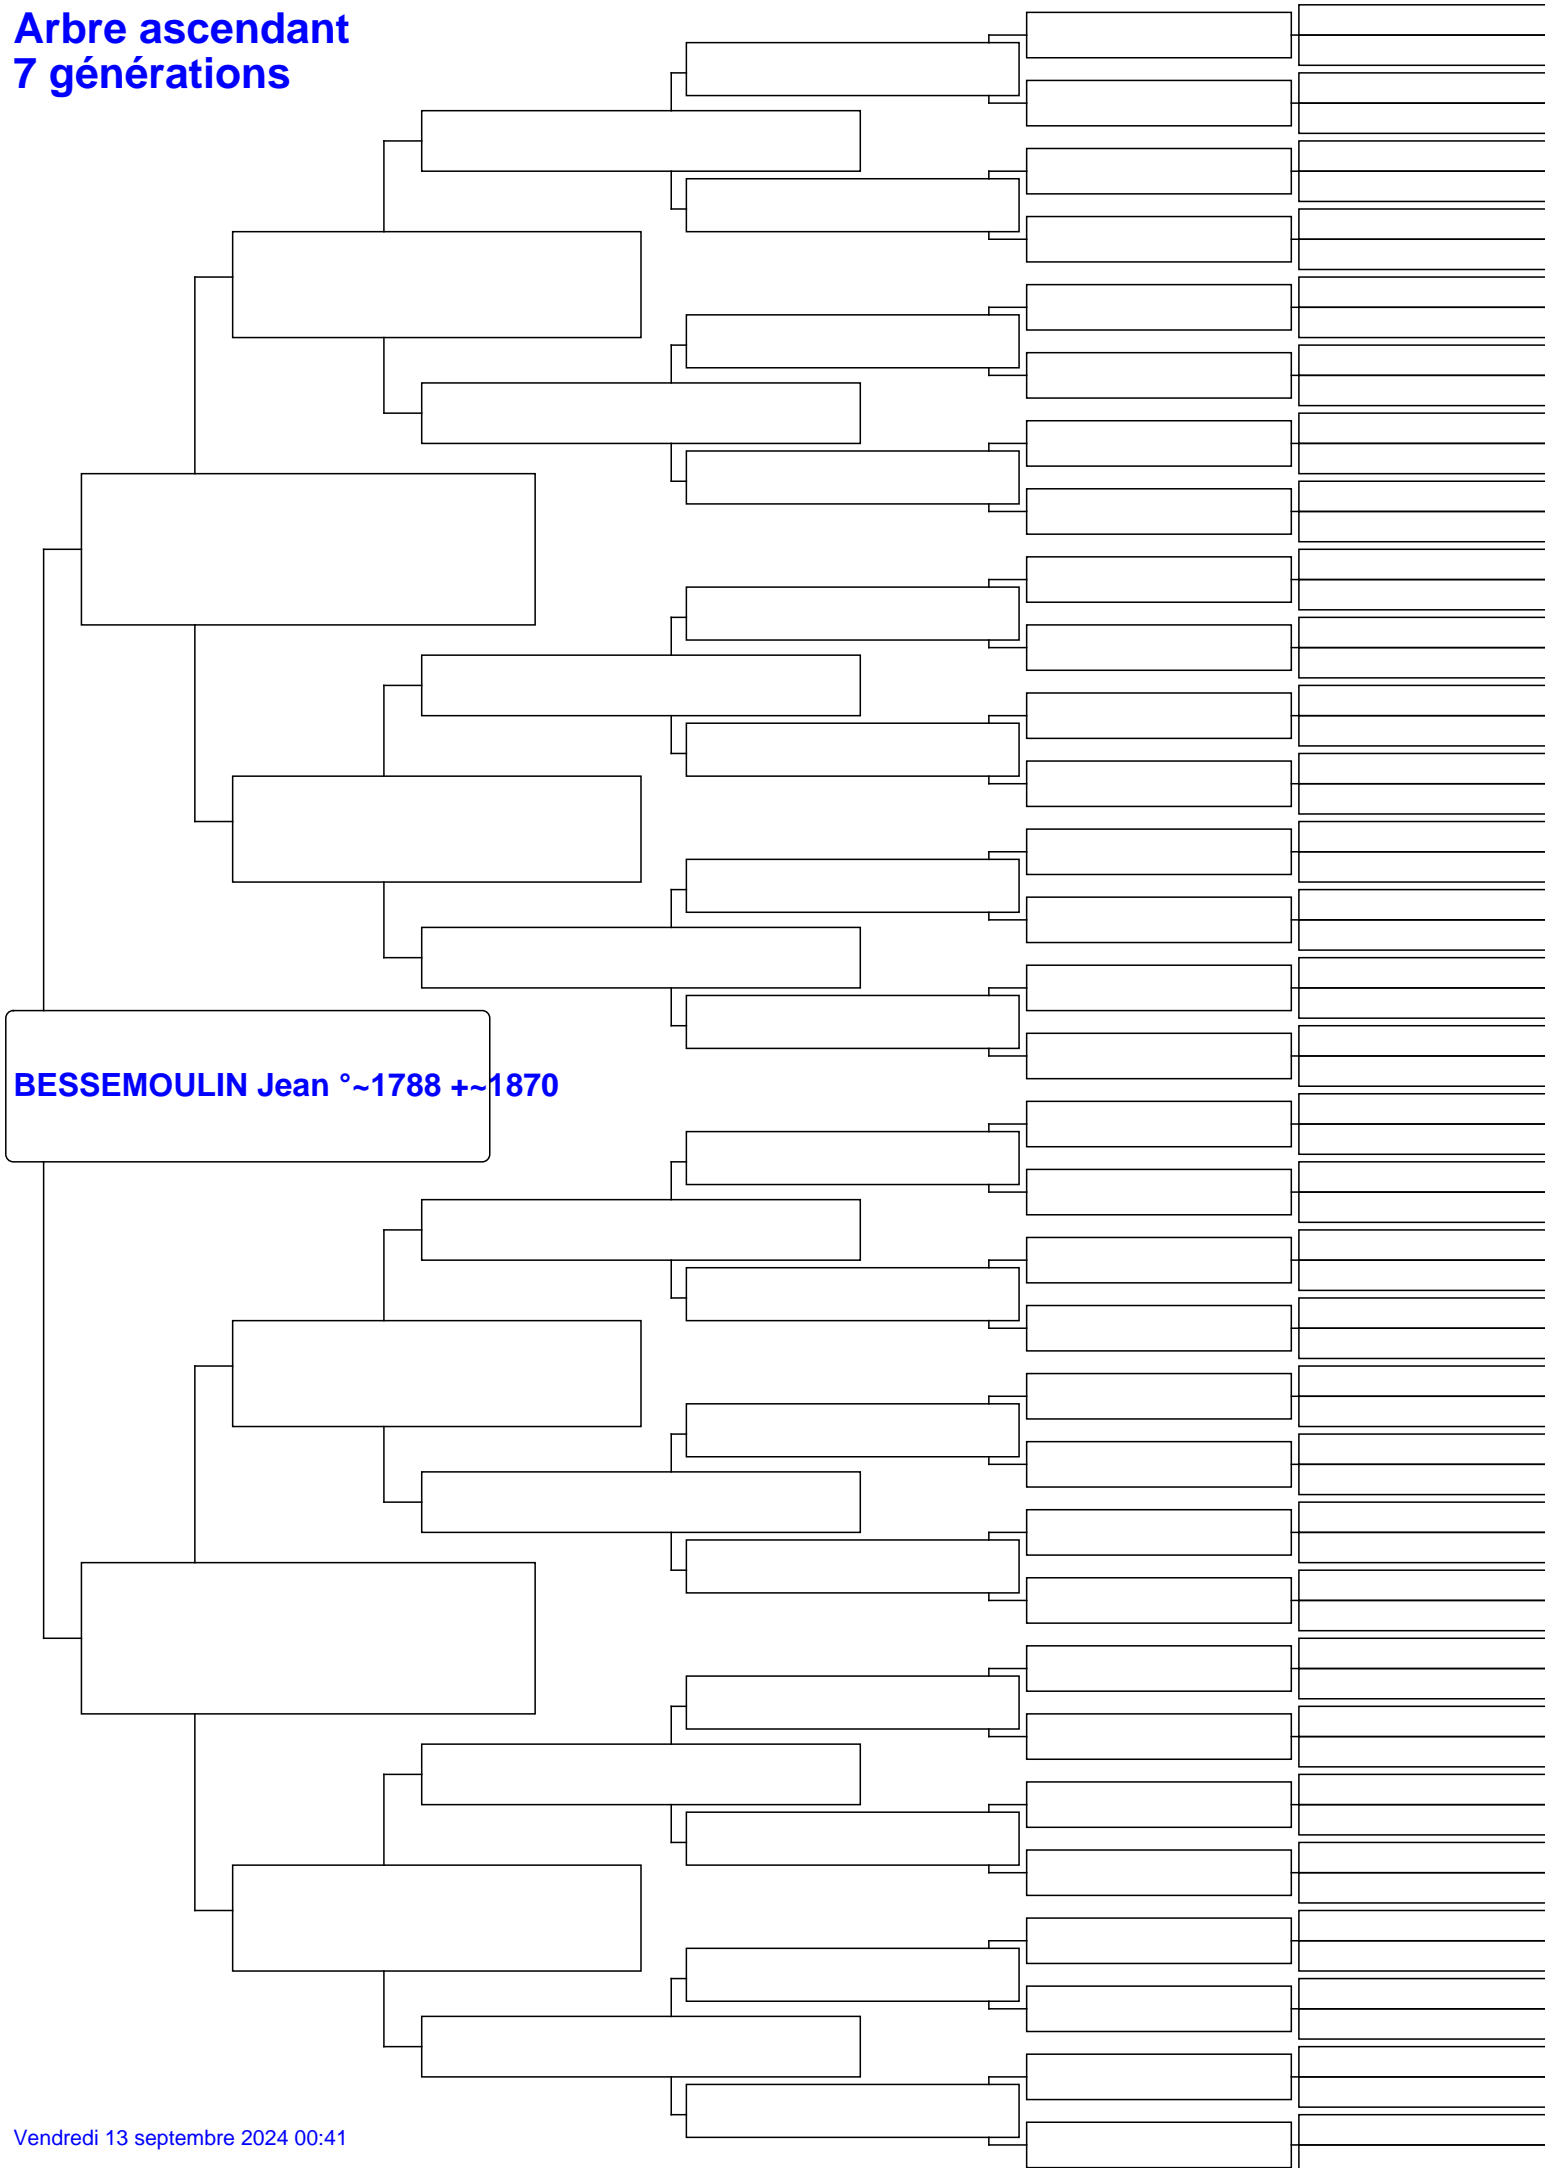 Arbre ascendant
7 générations
BESSEMOULIN Jean °~1788 +~1870
Vendredi 13 septembre 2024 00:41